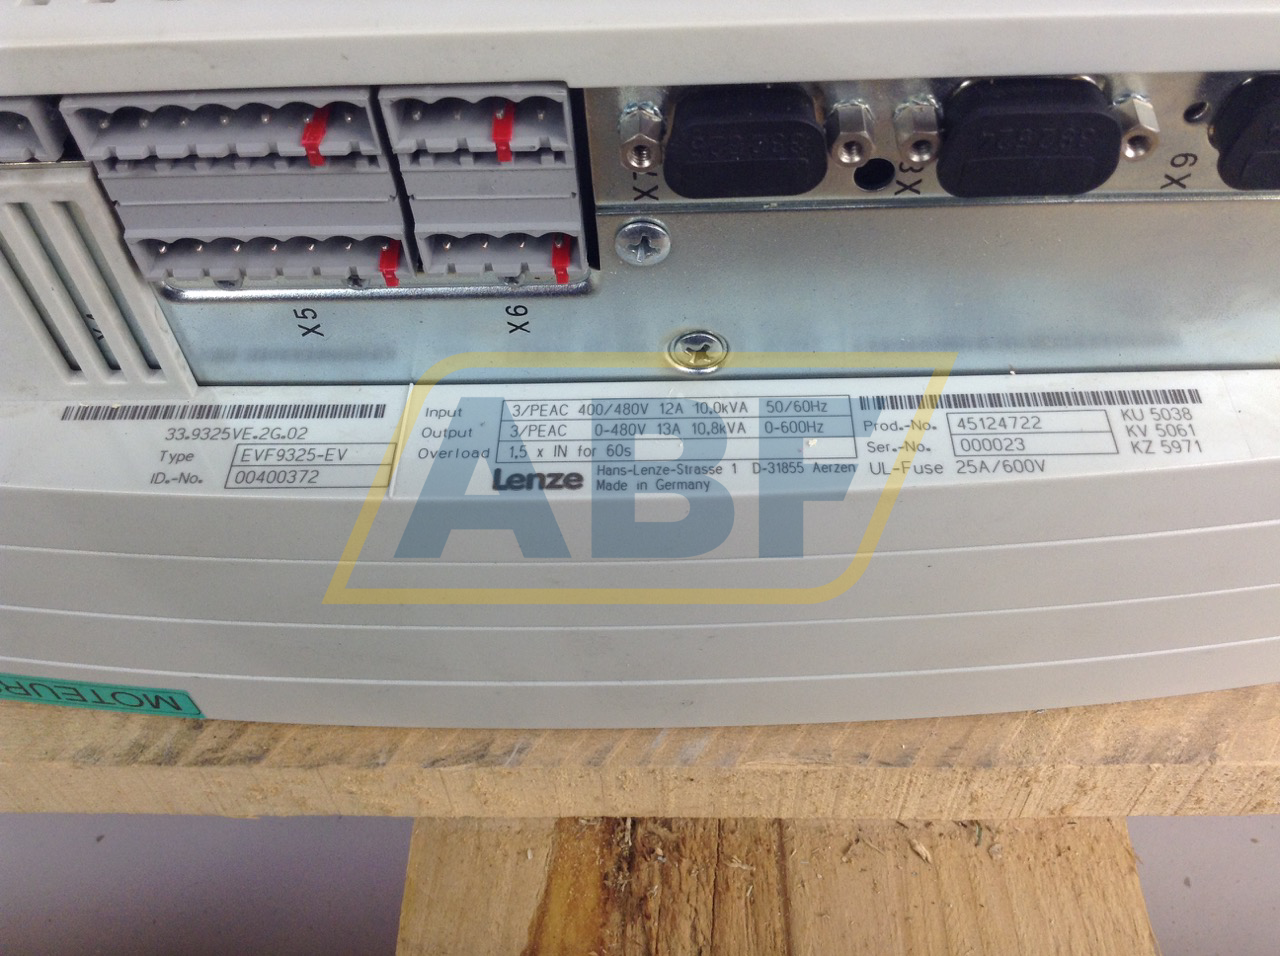 X7
X9
X5
X6
33.9325VE.2G.02
Type EVF9325-EV
ID.-No. 00400372
Input 3/PEAC 400/480V 12A 10.0kVA 50/60Hz
Output 3/PEAC 0-480V 13A 10.8kVA 0-600Hz
Overload 1.5 x IN for 60s
Lenze Hans-Lenze-Strasse 1 D-31855 Aerzen
Made in Germany
Prod.-No. 45124722
Ser.-No. 000023
UL-Fuse 25A/600V
KU 5038
KV 5061
KZ 5971
ABF
MOTEUR